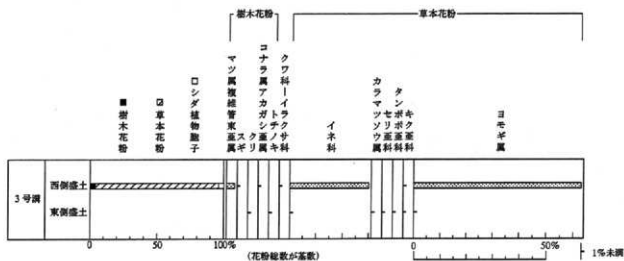 樹木花粉
草本花粉
■樹木花粉
☑草本花粉
□シダ植物胞子
マツ属複維管束亜属
スギ
クリ
コナラ属アカガシ亜属
トチノキ
クワ科ーイラクサ科
イネ科
カラマツソウ属
セリ亜科
タンポポ亜科
キク亜科
ヨモギ属
3号溝
西側盛土
東側盛土
0 50 100%
(花粉総数が基数)
0 50%
1%未満